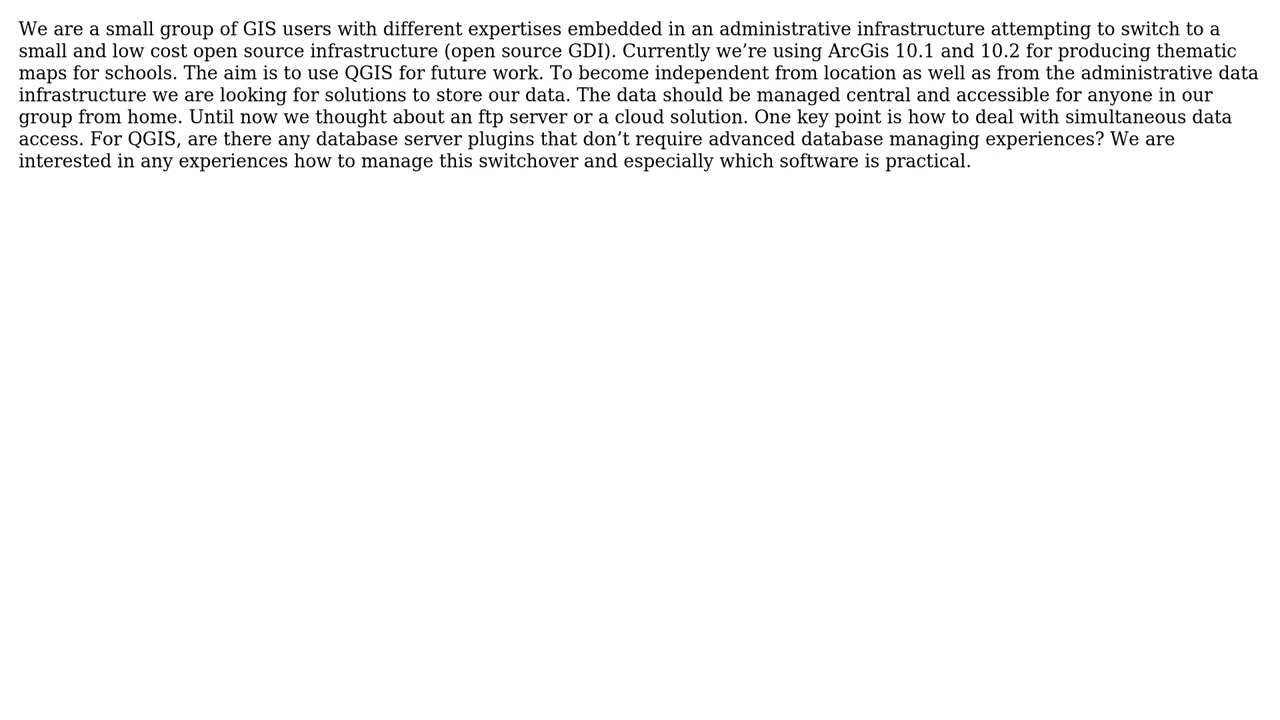 We are a small group of GIS users with different expertises embedded in an administrative infrastructure attempting to switch to a
small and low cost open source infrastructure (open source GDI). Currently we’re using ArcGis 10.1 and 10.2 for producing thematic
maps for schools. The aim is to use QGIS for future work. To become independent from location as well as from the administrative data
infrastructure we are looking for solutions to store our data. The data should be managed central and accessible for anyone in our
group from home. Until now we thought about an ftp server or a cloud solution. One key point is how to deal with simultaneous data
access. For QGIS, are there any database server plugins that don’t require advanced database managing experiences? We are
interested in any experiences how to manage this switchover and especially which software is practical.